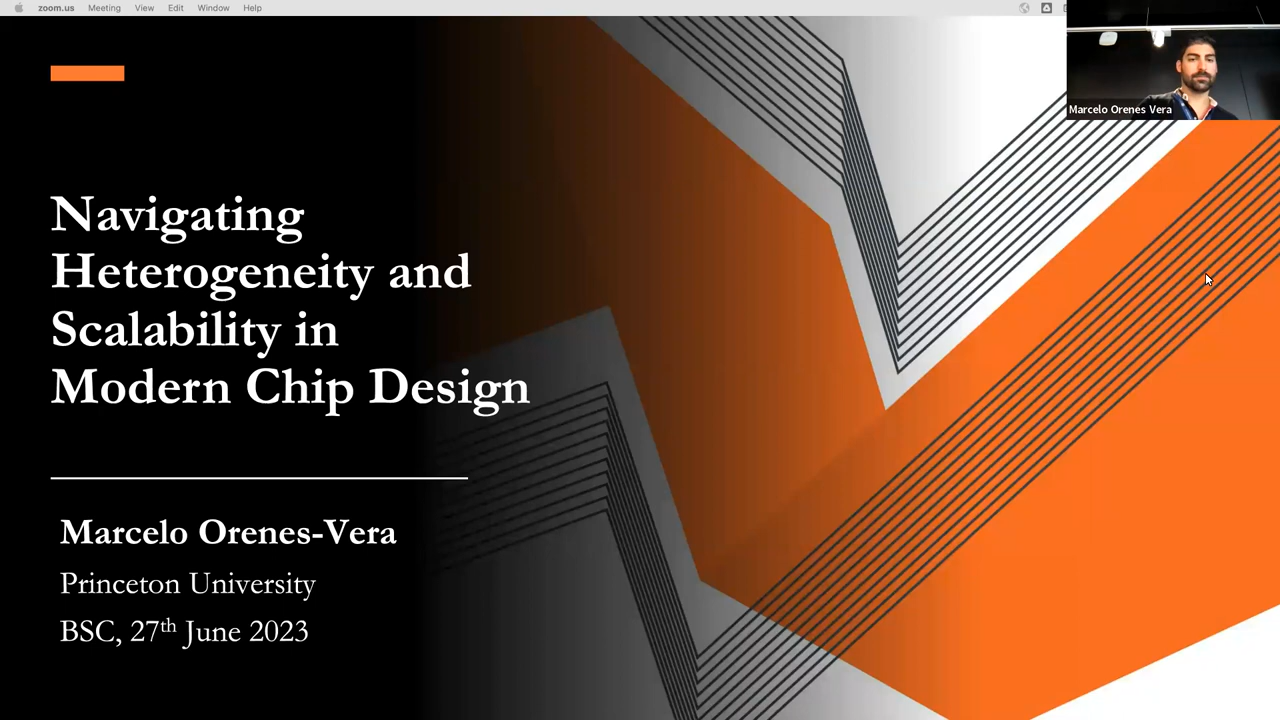 zoom.us Meeting View Edit Window Help
Marcelo Orenes Vera
Navigating
Heterogeneity and
Scalability in
Modern Chip Design
Marcelo Orenes-Vera
Princeton University
BSC, 27th June 2023